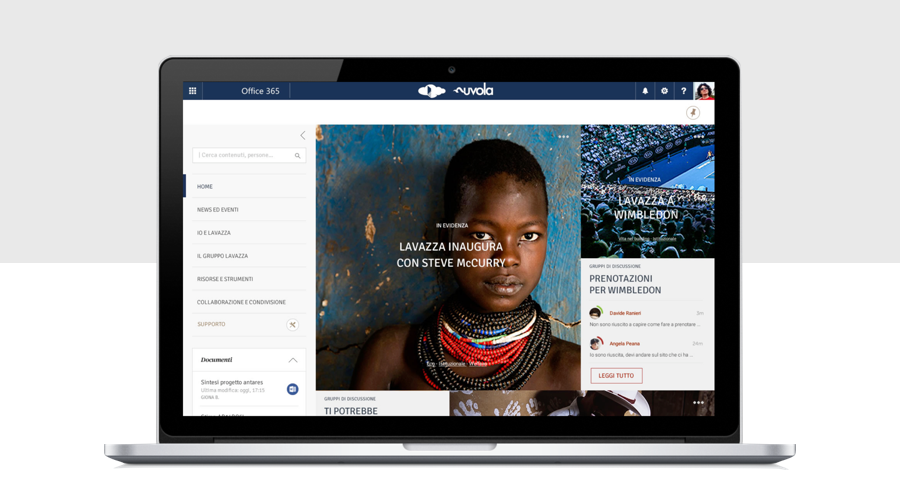 Office 365
nuvola
?
Cerca contenuti, persone...
HOME
NEWS ED EVENTI
IO E LAVAZZA
IL GRUPPO LAVAZZA
RISORSE E STRUMENTI
COLLABORAZIONE E CONDIVISIONE
SUPPORTO
Documenti
Sintesi progetto antares
Ultima modifica: oggi, 17:15
GIONA R.
IN EVIDENZA
LAVAZZA INAUGURA
CON STEVE McCURRY
IN EVIDENZA
LAVAZZA A
WIMBLEDON
GRUPPI DI DISCUSSIONE
PRENOTAZIONI
PER WIMBLEDON
Davide Ranieri
2m
Non sono riuscito a capire come fare a prenotare ...
Angela Peana
24m
Io sono riuscita, devi andare sul sito che ci ha ...
LEGGI TUTTO
GRUPPI DI DISCUSSIONE
TI POTREBBE